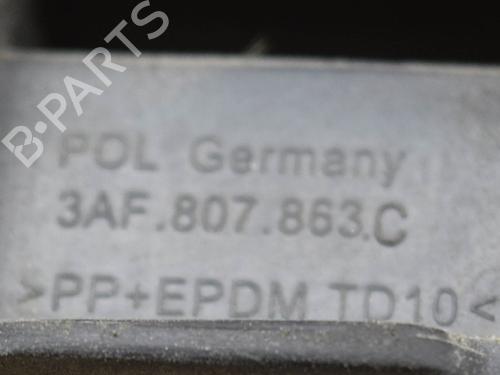 B-PARTS
POL Germany
3AF.807.863.C
>PP+EPDM TD10<